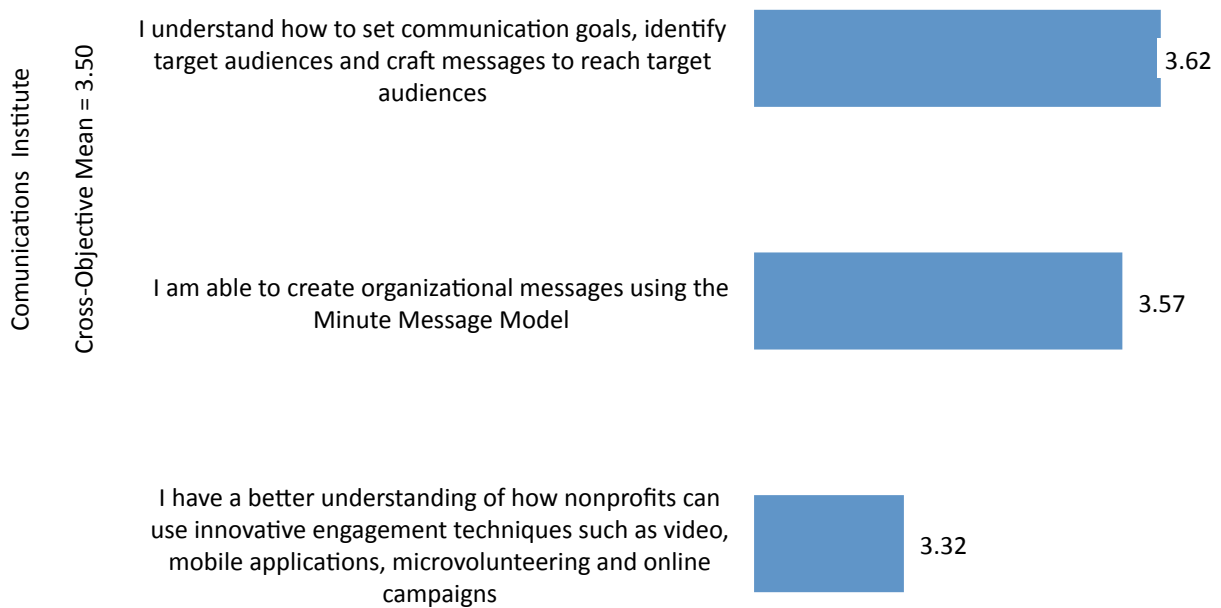 Comunications Institute
Cross-Objective Mean = 3.50
I understand how to set communication goals, identify
target audiences and craft messages to reach target
audiences
3.62
I am able to create organizational messages using the
Minute Message Model
3.57
I have a better understanding of how nonprofits can
use innovative engagement techniques such as video,
mobile applications, microvolunteering and online
campaigns
3.32